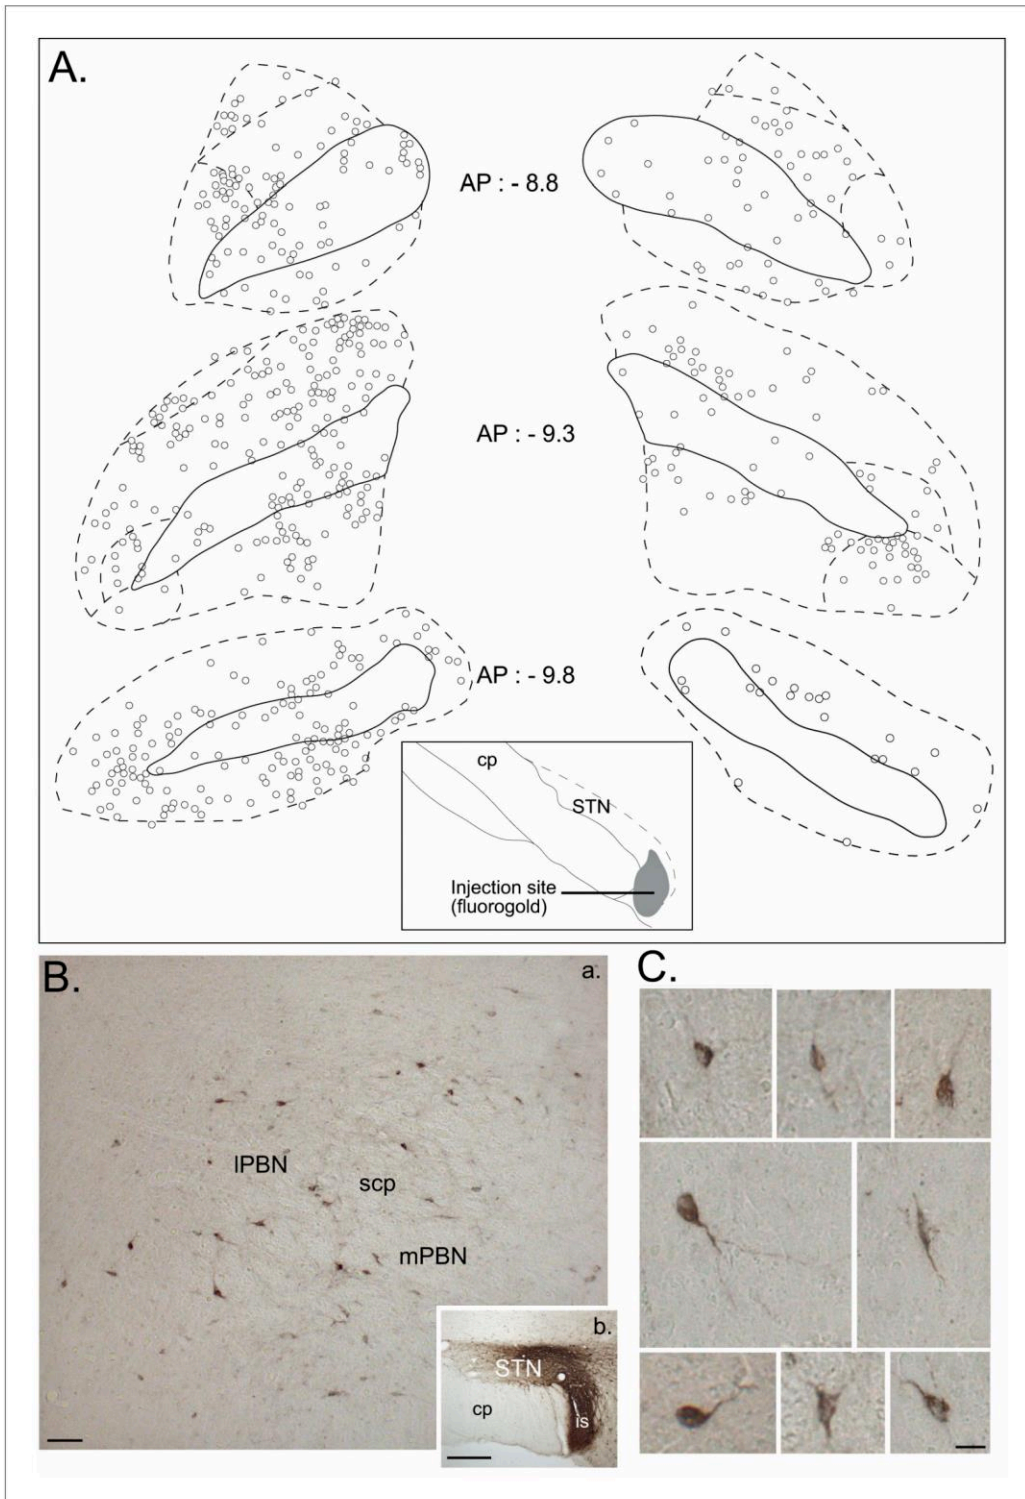 A.
AP : - 8.8
AP : - 9.3
AP : - 9.8
cp
STN
Injection site
(fluorogold)
B.
a.
lPBN
scp
mPBN
b.
STN
cp
is
C.